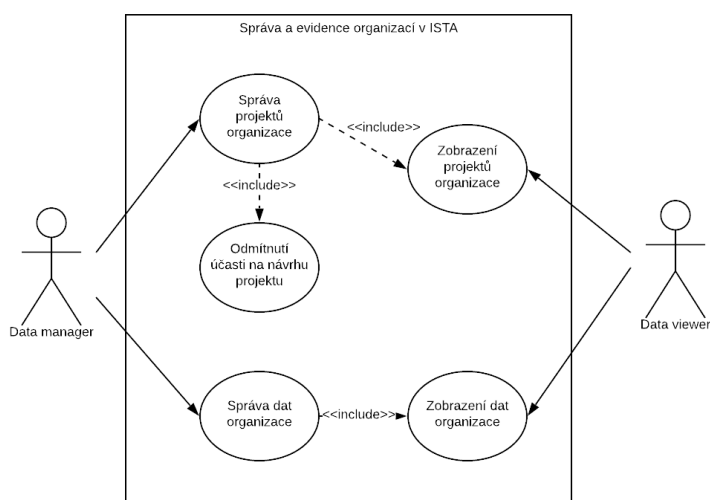 Správa a evidence organizací v ISTA
Správa
projektů
organizace
<<include>>
Zobrazení
projektů
organizace
<<include>>
Odmítnutí
účasti na návrhu
projektu
Data manager
Data viewer
Správa dat
organizace
<<include>>
Zobrazení dat
organizace